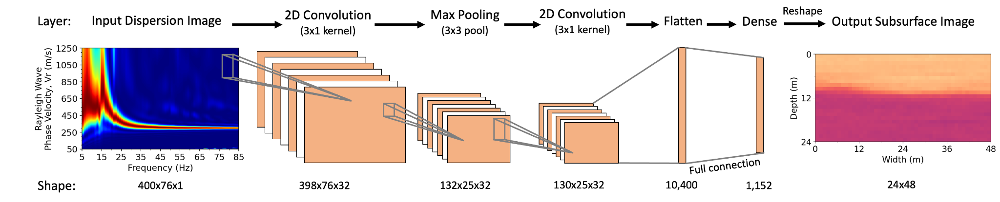 Layer: Input Dispersion Image 2D Convolution Max Pooling 2D Convolution Flatten Dense Reshape Output Subsurface Image
(3x1 kernel) (3x3 pool) (3x1 kernel)
Rayleigh Wave
Phase Velocity, Vr (m/s)
1250
1050
850
650
450
250
50
5 15 25 35 45 55 65 75 85
Frequency (Hz)
Full connection
Depth (m)
0
12
24
0 12 24 36 48
Width (m)
Shape: 400x76x1 398x76x32 132x25x32 130x25x32 10,400 1,152 24x48